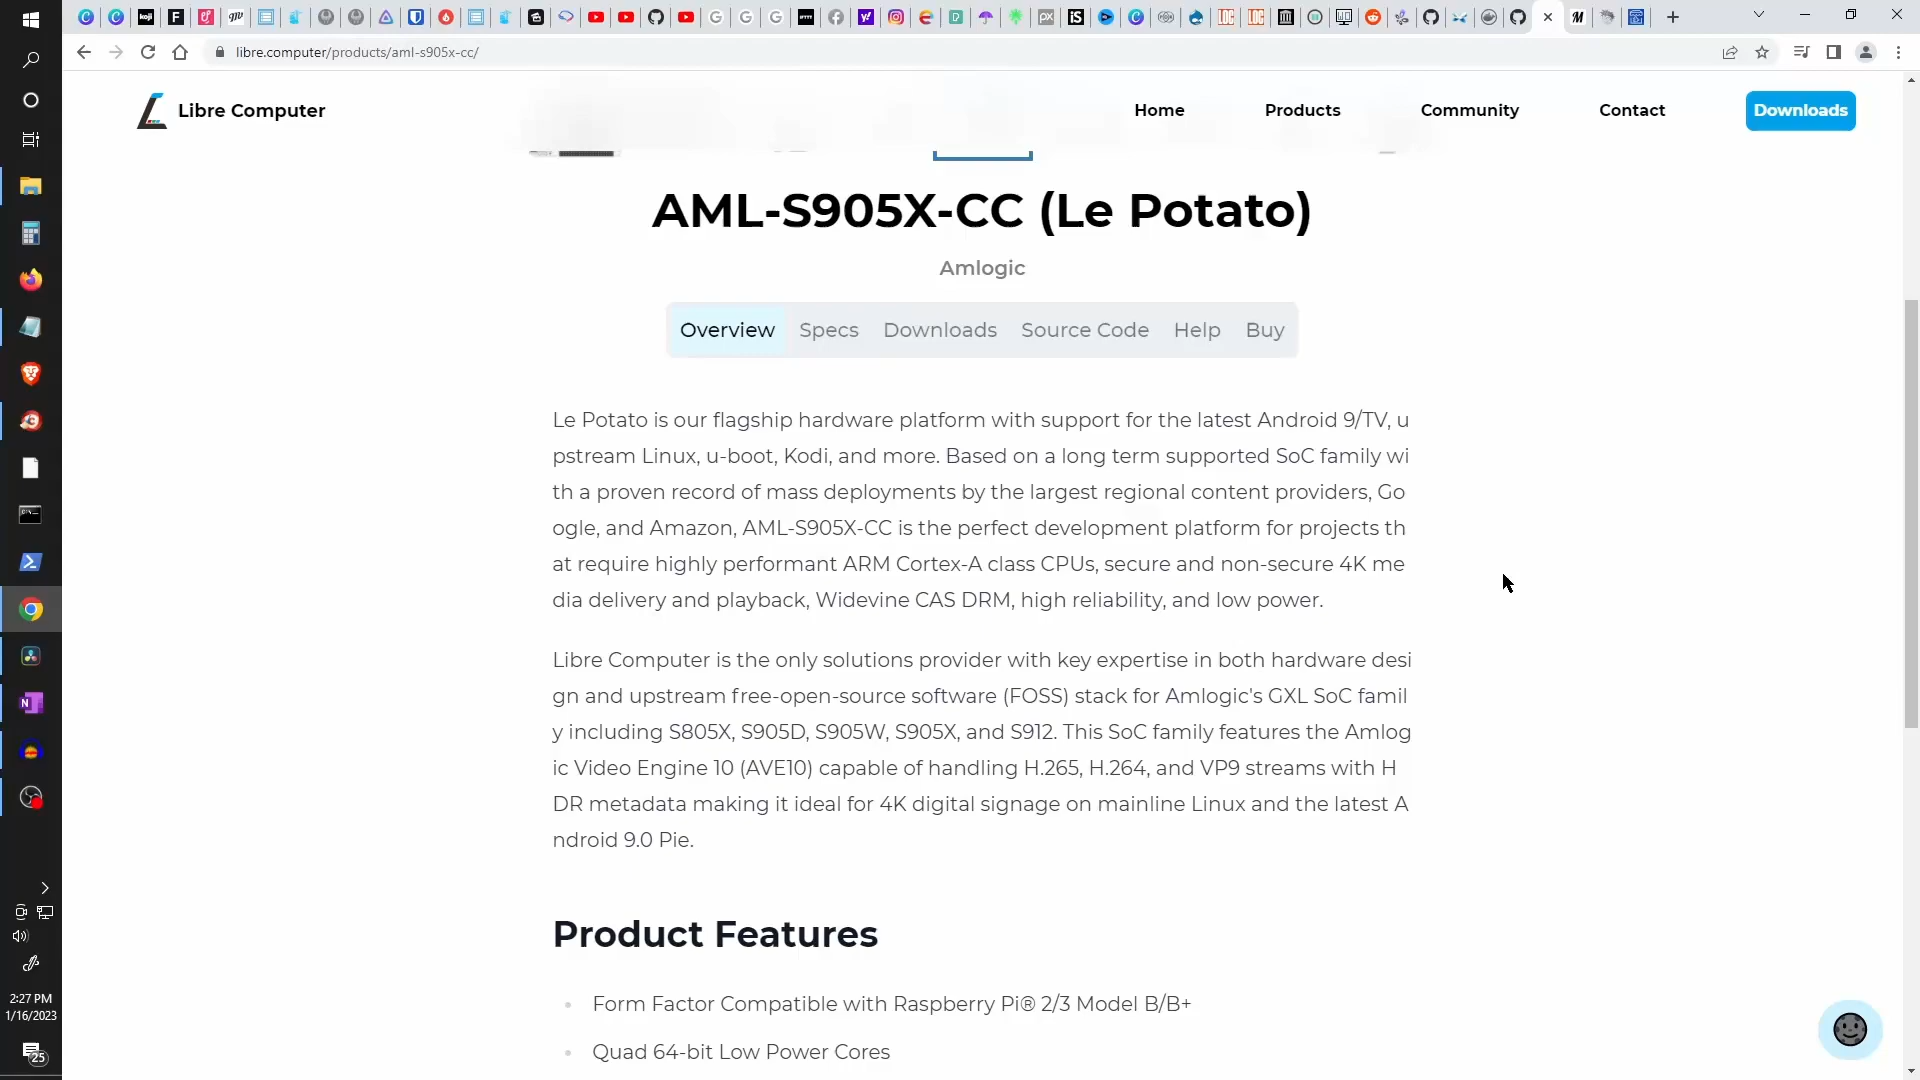 libre.computer/products/aml-s905x-cc/
Libre Computer
Home
Products
Community
Contact
Downloads
AML-S905X-CC (Le Potato)
Amlogic
Overview
Specs
Downloads
Source Code
Help
Buy
Le Potato is our flagship hardware platform with support for the latest Android 9/TV, u
pstream Linux, u-boot, Kodi, and more. Based on a long term supported SoC family wi
th a proven record of mass deployments by the largest regional content providers, Go
ogle, and Amazon, AML-S905X-CC is the perfect development platform for projects th
at require highly performant ARM Cortex-A class CPUs, secure and non-secure 4K me
dia delivery and playback, Widevine CAS DRM, high reliability, and low power.
Libre Computer is the only solutions provider with key expertise in both hardware desi
gn and upstream free-open-source software (FOSS) stack for Amlogic's GXL SoC famil
y including S805X, S905D, S905W, S905X, and S912. This SoC family features the Amlog
ic Video Engine 10 (AVE10) capable of handling H.265, H.264, and VP9 streams with H
DR metadata making it ideal for 4K digital signage on mainline Linux and the latest A
ndroid 9.0 Pie.
Product Features
Form Factor Compatible with Raspberry Pi® 2/3 Model B/B+
Quad 64-bit Low Power Cores
2:27 PM
1/16/2023
25